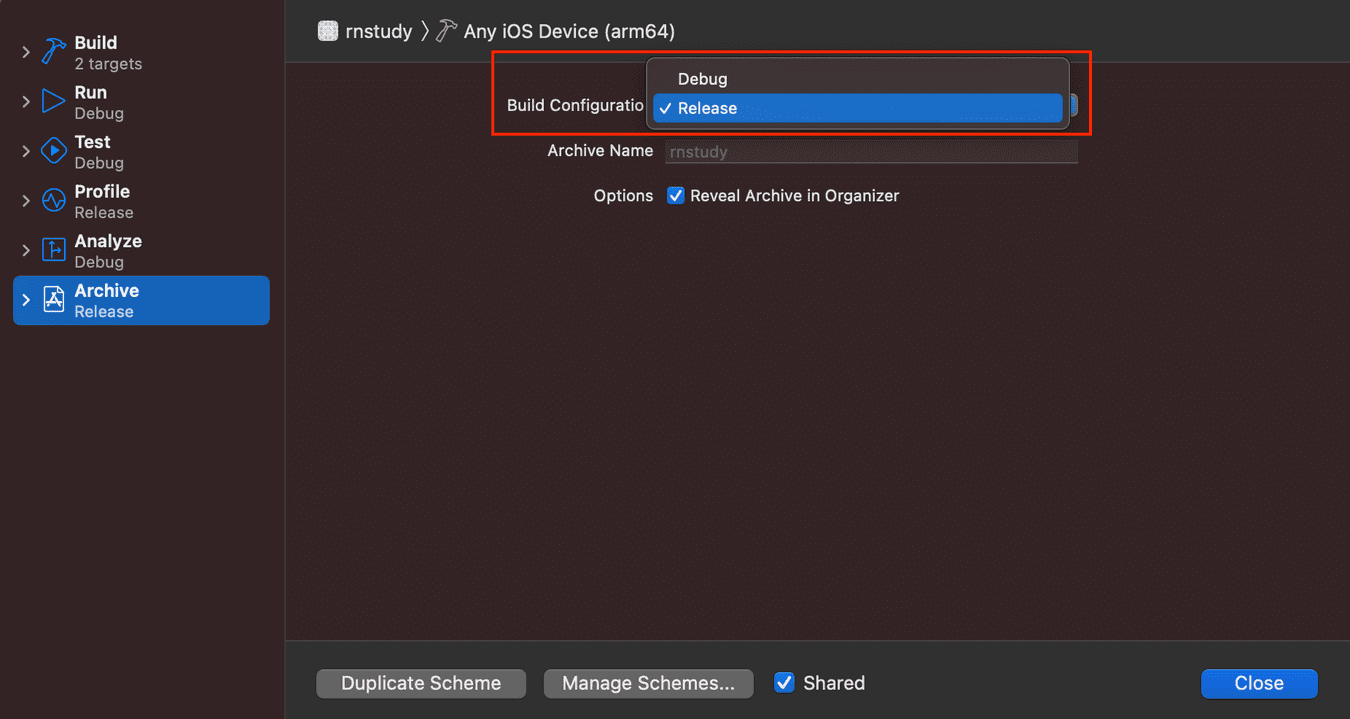 Build
2 targets
Run
Debug
Test
Debug
Profile
Release
Analyze
Debug
Archive
Release
rnstudy
Any iOS Device (arm64)
Debug
Build Configuratio
Release
Archive Name
rnstudy
Options
Reveal Archive in Organizer
Duplicate Scheme
Manage Schemes...
Shared
Close